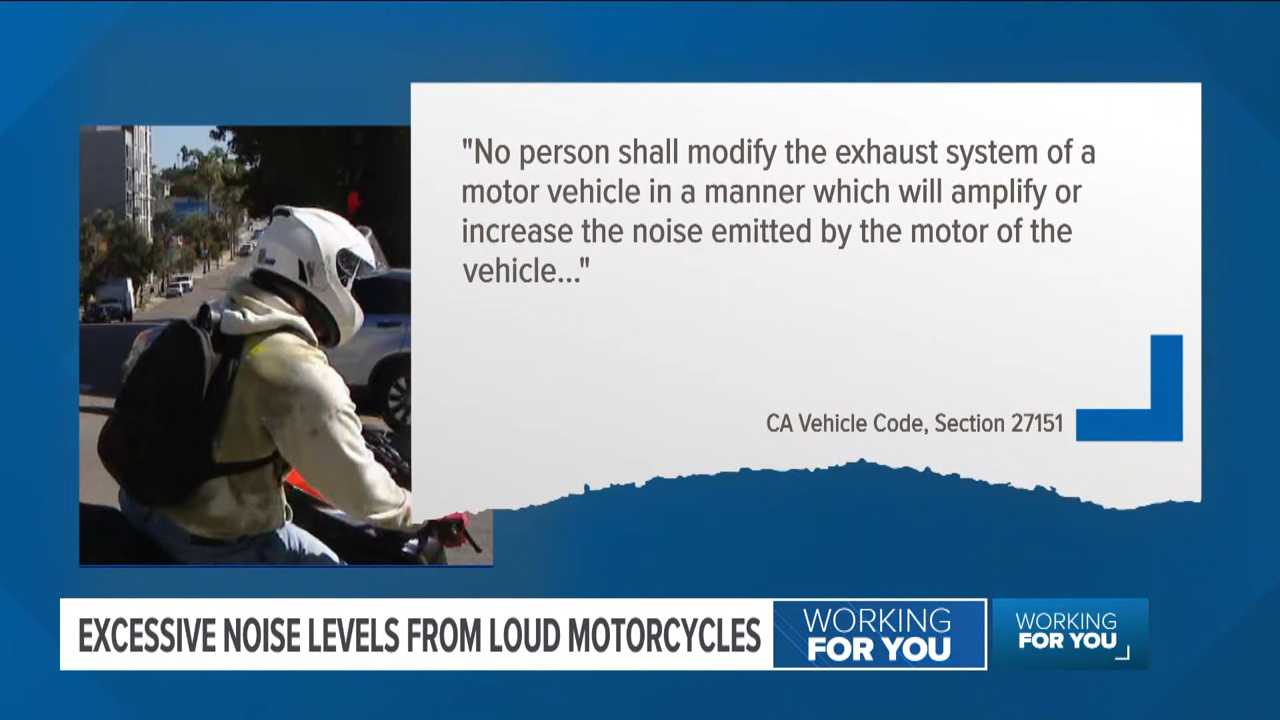 "No person shall modify the exhaust system of a
motor vehicle in a manner which will amplify or
increase the noise emitted by the motor of the
vehicle..."
CA Vehicle Code, Section 27151
EXCESSIVE NOISE LEVELS FROM LOUD MOTORCYCLES
WORKING
FOR YOU
WORKING
FOR YOU